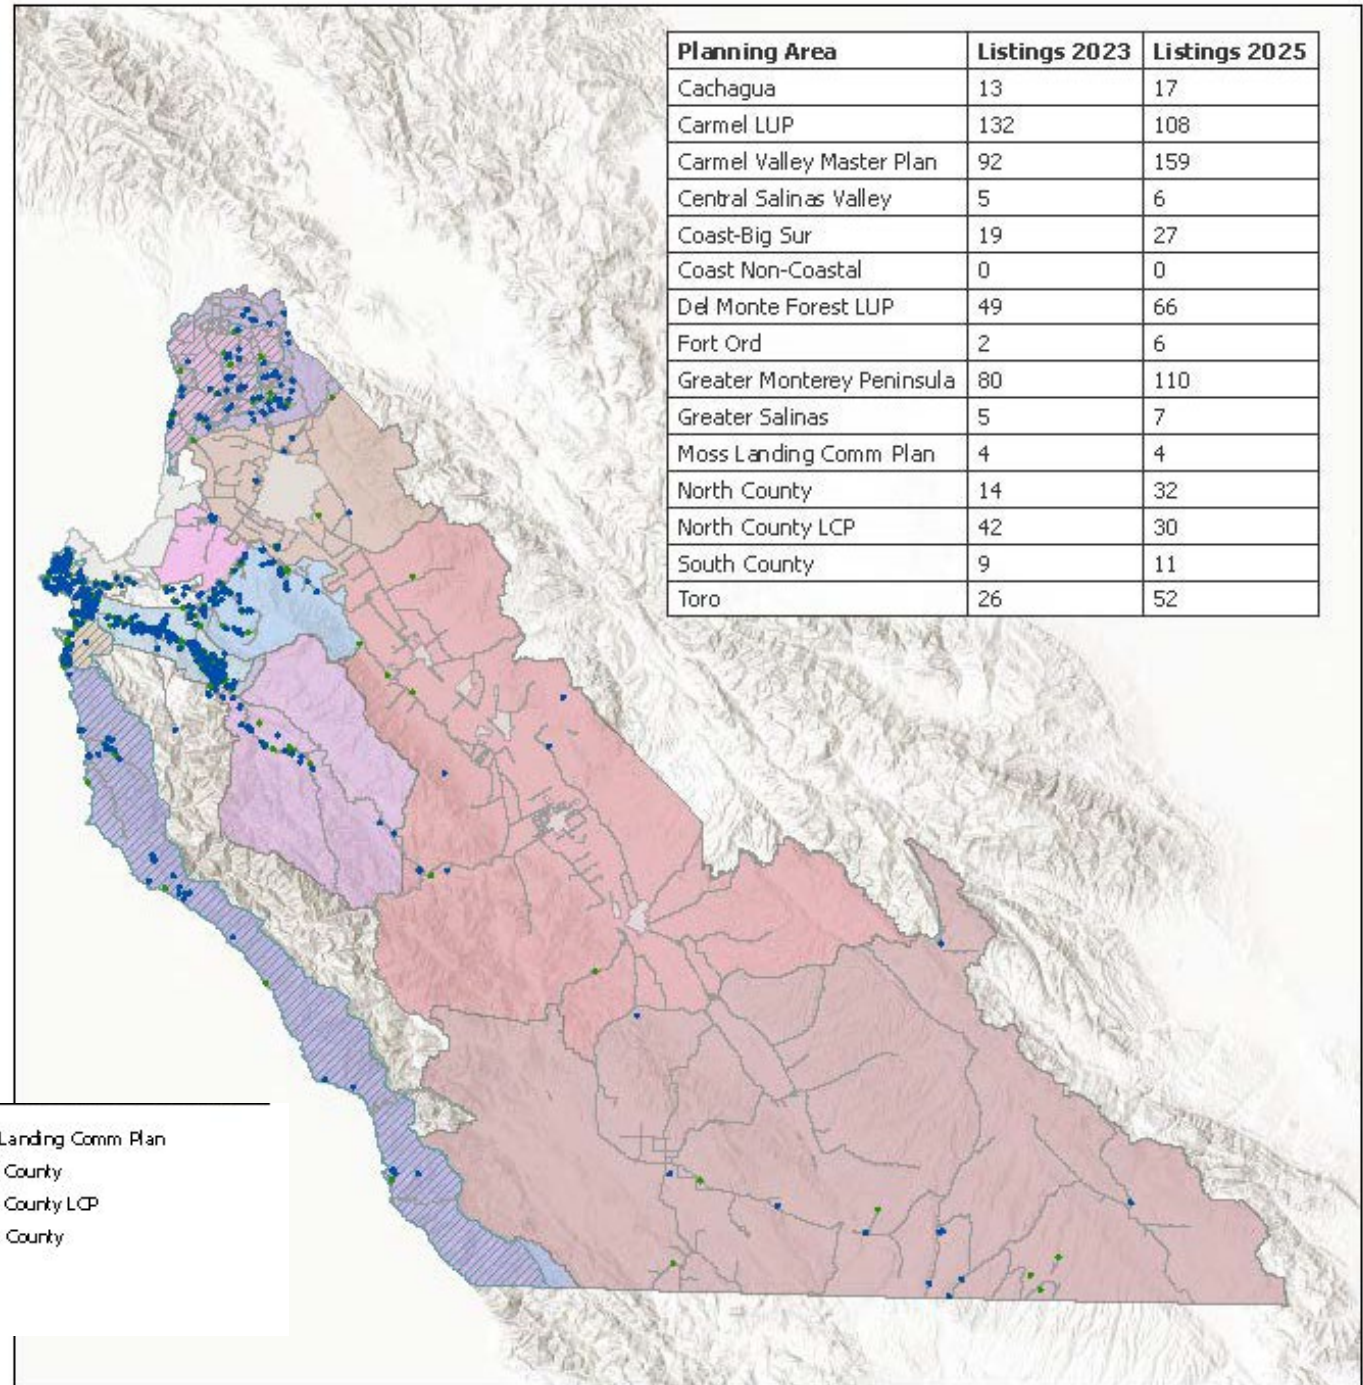 Planning Area Listings 2023 Listings 2025
Cachagua 13 17
Carmel LUP 132 108
Carmel Valley Master Plan 92 159
Central Salinas Valley 5 6
Coast-Big Sur 19 27
Coast Non-Coastal 0 0
Del Monte Forest LUP 49 66
Fort Ord 2 6
Greater Monterey Peninsula 80 110
Greater Salinas 5 7
Moss Landing Comm Plan 4 4
North County 14 32
North County LCP 42 30
South County 9 11
Toro 26 52
Landing Comm Plan
County
County LCP
County